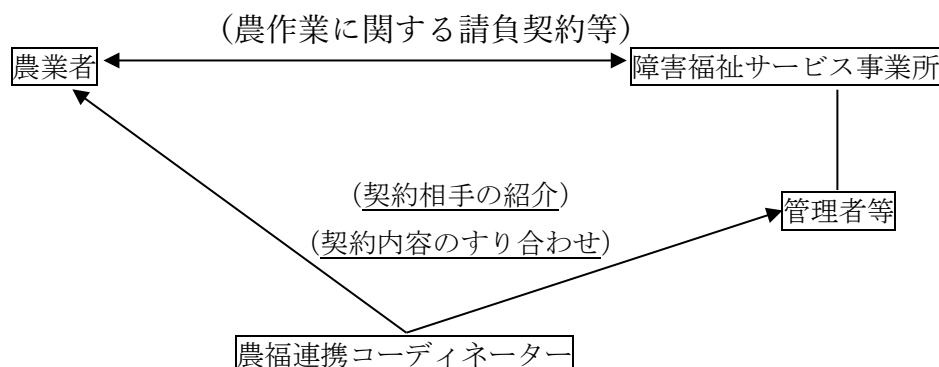 （農作業に関する請負契約等）
農業者
障害福祉サービス事業所
（契約相手の紹介）
管理者等
（契約内容のすり合わせ）
農福連携コーディネーター